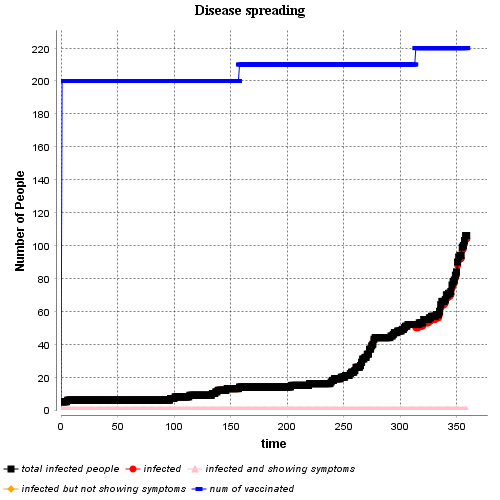 Disease spreading
220
200
180
160
140
120
100
80
60
40
20
0
Number of People
0 50 100 150 200 250 300 350
time
total infected people infected infected and showing symptoms
infected but not showing symptoms num of vaccinated